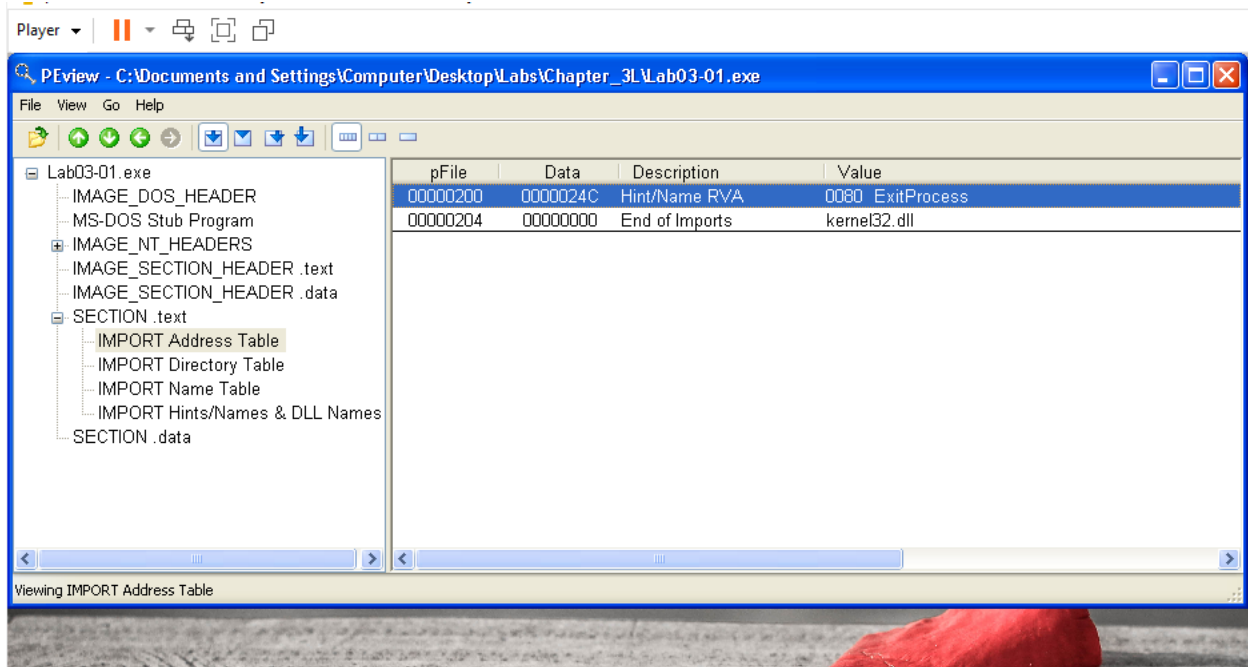 Player
PEview - C:\Documents and Settings\Computer\Desktop\Labs\Chapter_3L\Lab03-01.exe
File View Go Help
Lab03-01.exe
IMAGE_DOS_HEADER
MS-DOS Stub Program
IMAGE_NT_HEADERS
IMAGE_SECTION_HEADER .text
IMAGE_SECTION_HEADER .data
SECTION .text
IMPORT Address Table
IMPORT Directory Table
IMPORT Name Table
IMPORT Hints/Names & DLL Names
SECTION .data
pFile Data Description Value
00000200 0000024C Hint/Name RVA 0080 ExitProcess
00000204 00000000 End of Imports kernel32.dll
Viewing IMPORT Address Table